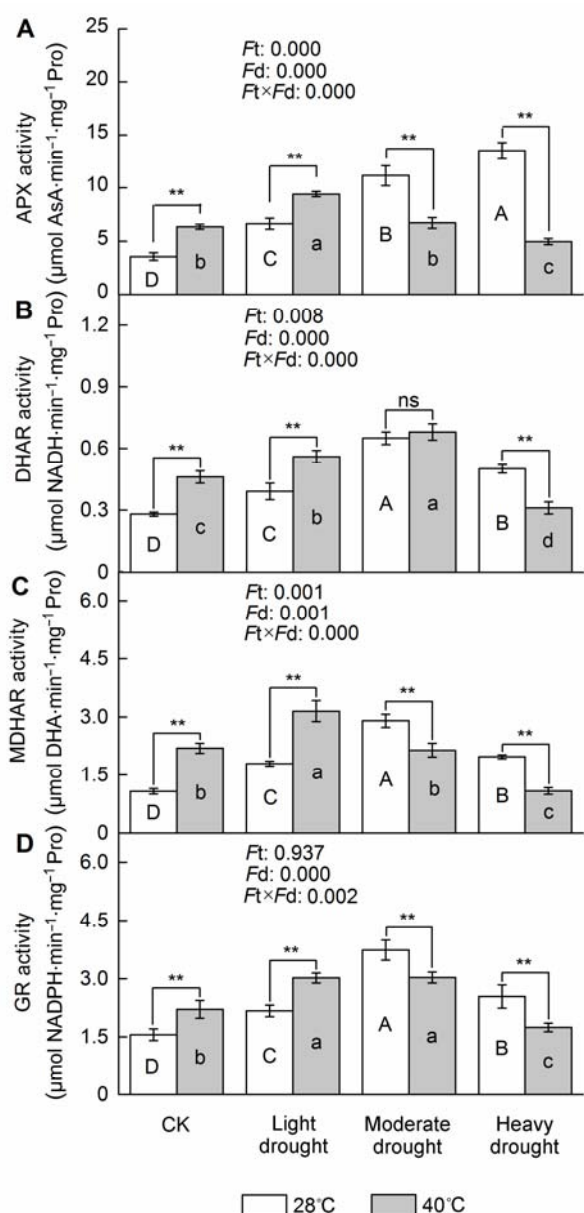 A
APX activity
(μmol AsA·min⁻¹·mg⁻¹ Pro)
25
20
15
10
5
0
Ft: 0.000
Fd: 0.000
Ft×Fd: 0.000
** ** ** **
D b C a B b A c
B
DHAR activity
(μmol NADH·min⁻¹·mg⁻¹ Pro)
1.2
0.9
0.6
0.3
0
Ft: 0.008
Fd: 0.000
Ft×Fd: 0.000
** ** ns **
D c C b A a B d
C
MDHAR activity
(μmol DHA·min⁻¹·mg⁻¹ Pro)
6.0
4.5
3.0
1.5
0
Ft: 0.001
Fd: 0.001
Ft×Fd: 0.000
** ** ** **
D b C a A b B c
D
GR activity
(μmol NADPH·min⁻¹·mg⁻¹ Pro)
6.0
4.5
3.0
1.5
0
Ft: 0.937
Fd: 0.000
Ft×Fd: 0.002
** ** ** **
D b C a A a B c
CK
Light
drought
Moderate
drought
Heavy
drought
28°C 40°C